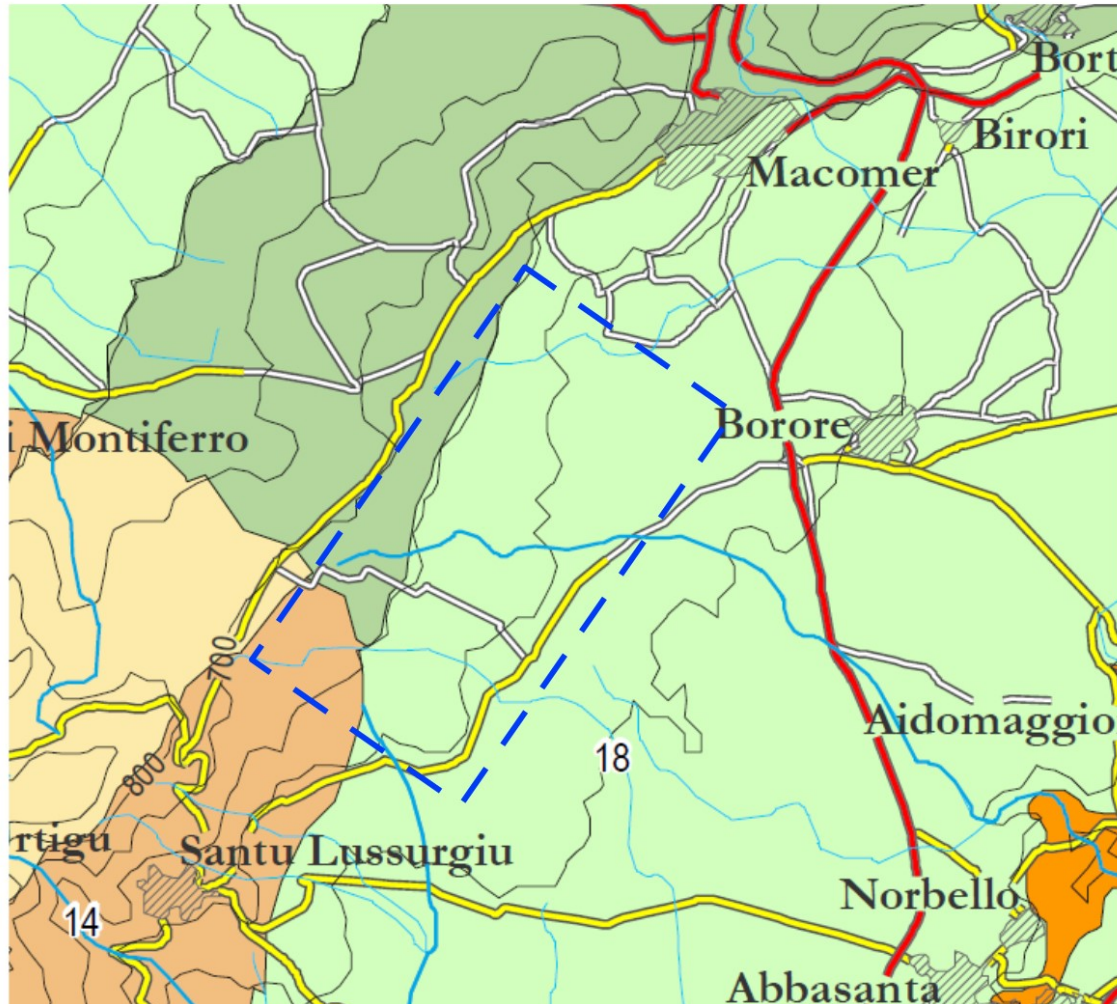 Bort
Birori
Macomer
i Montiferro
Borore
700
Aidomaggio
800
18
rtigu
Santu Lussurgiu
Norbello
14
Abbasanta